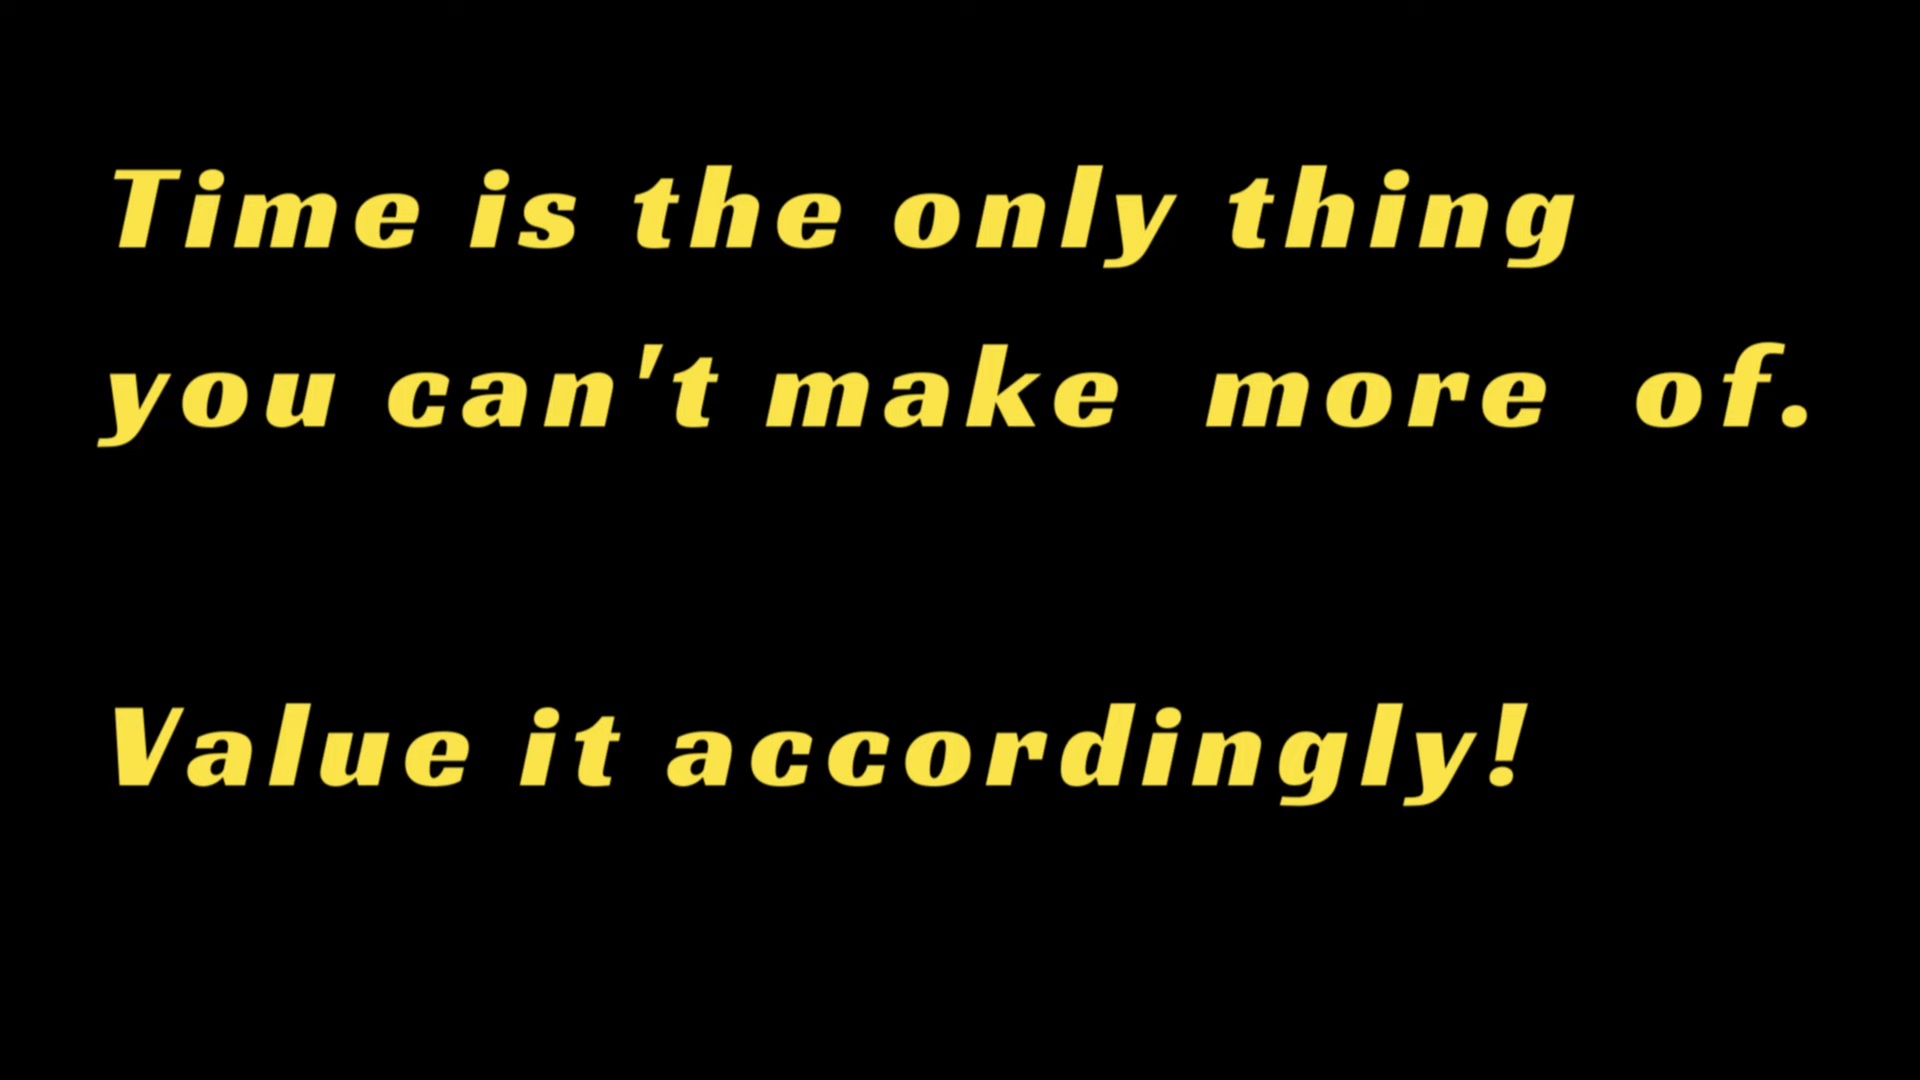 Time is the only thing
you can't make more of.
Value it accordingly!